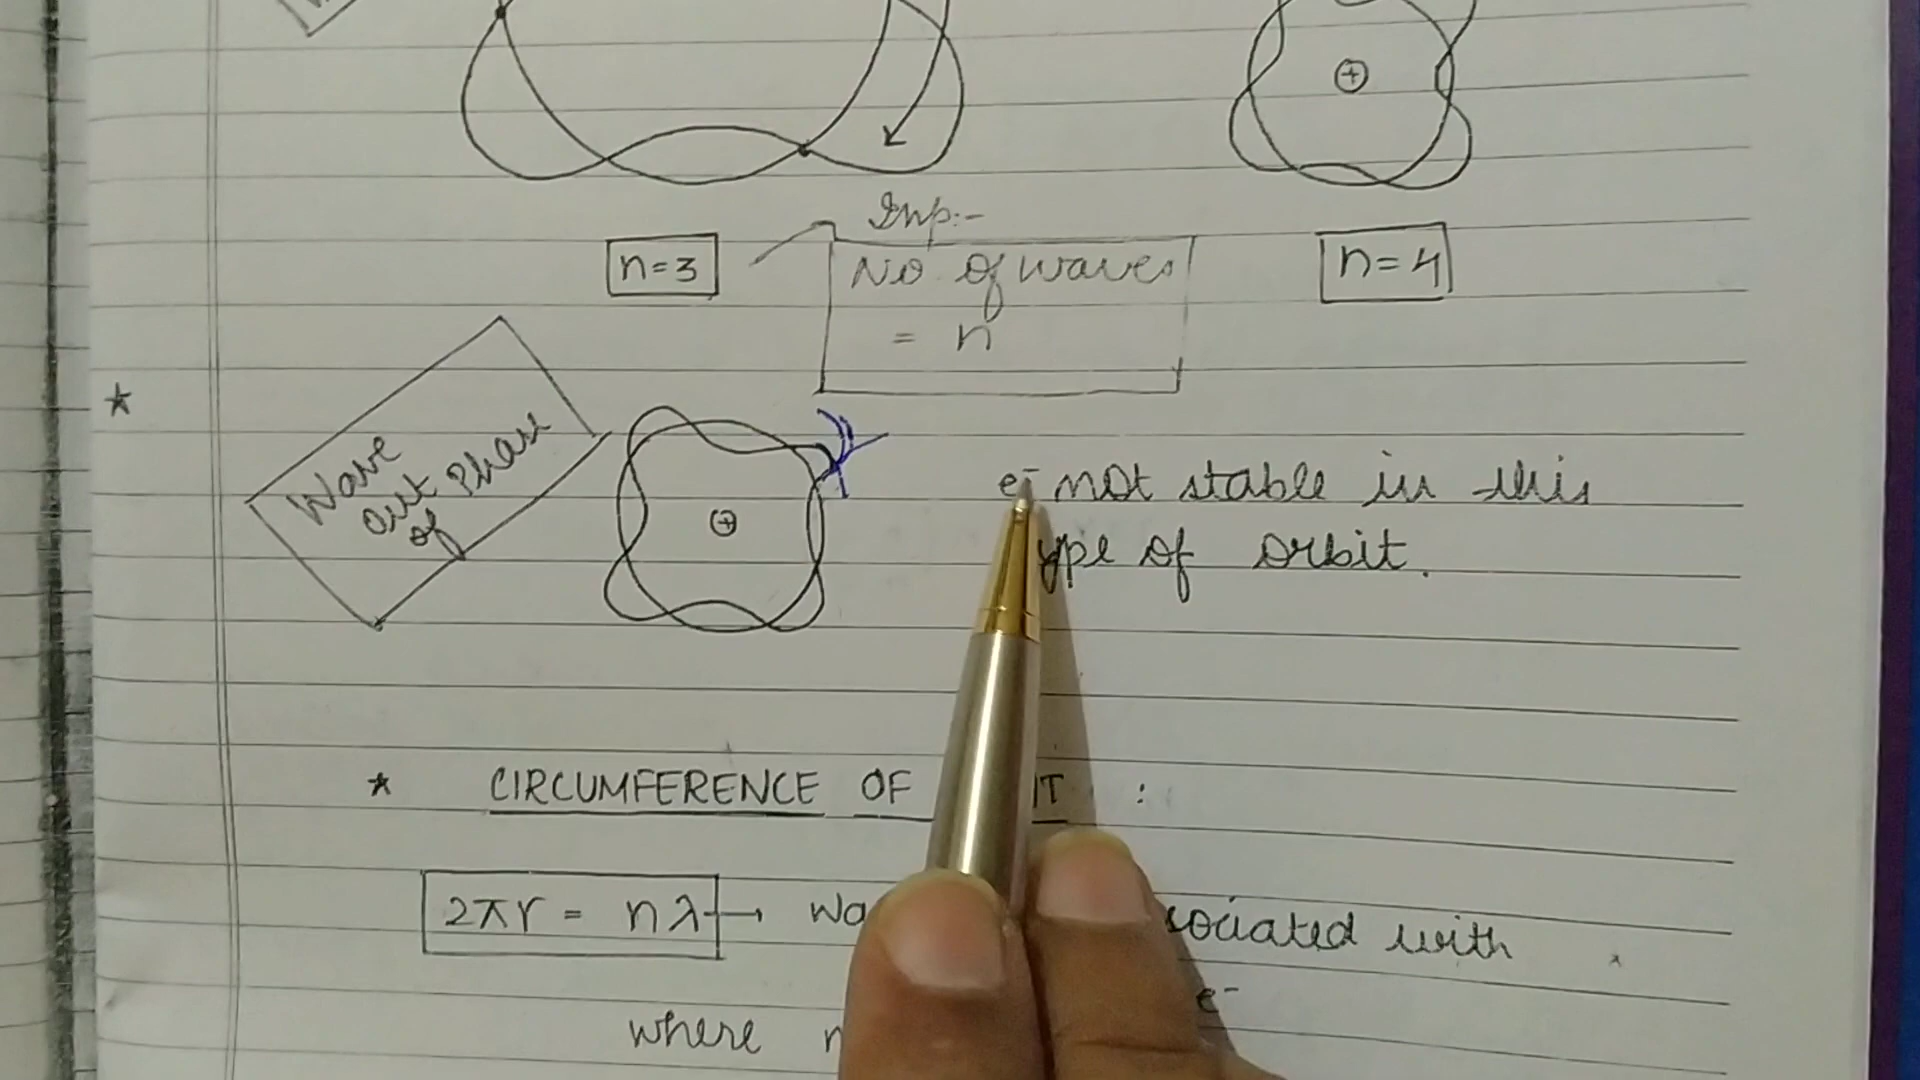 Imp:-
n=3
No of waves
= n
n=4
Wave
out Phase
of
e⁻ not stable in this
ype of orbit.
* CIRCUMFERENCE OF IT :
2πr = nλ → wa sociated with
e⁻
where n